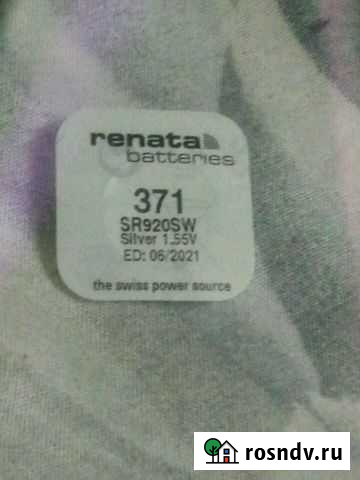 renata
batteries
371
SR920SW
Silver 1.55V
ED: 06/2021
the swiss power source
rosndv.ru